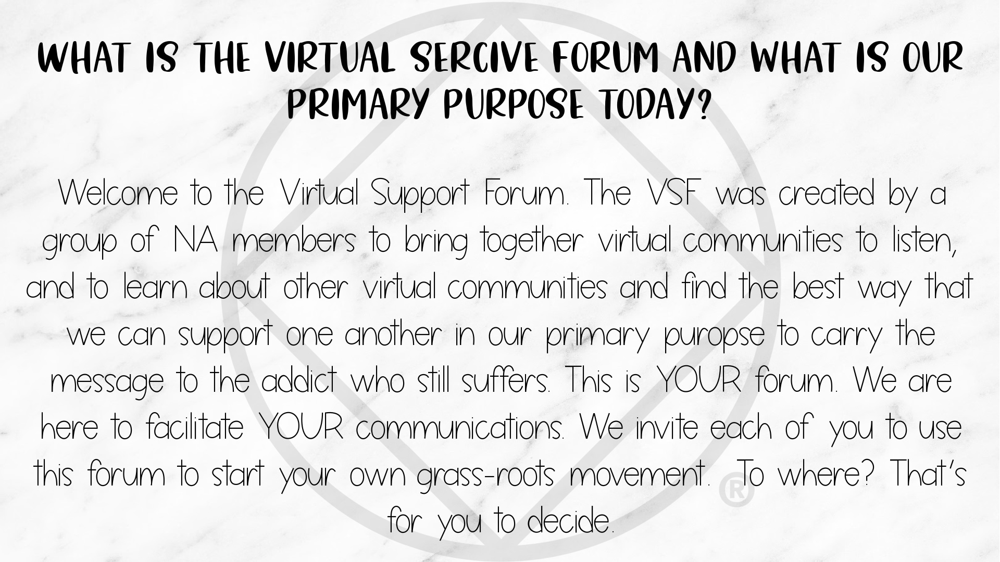 WHAT IS THE VIRTUAL SERCIVE FORUM AND WHAT IS OUR
PRIMARY PURPOSE TODAY?
Welcome to the Virtual Support Forum. The VSF was created by a
group of NA members to bring together virtual communities to listen,
and to learn about other virtual communities and find the best way that
we can support one another in our primary puropse to carry the
message to the addict who still suffers. This is YOUR forum. We are
here to facilitate YOUR communications. We invite each of you to use
this forum to start your own grass-roots movement. To where? That's
for you to decide.
®